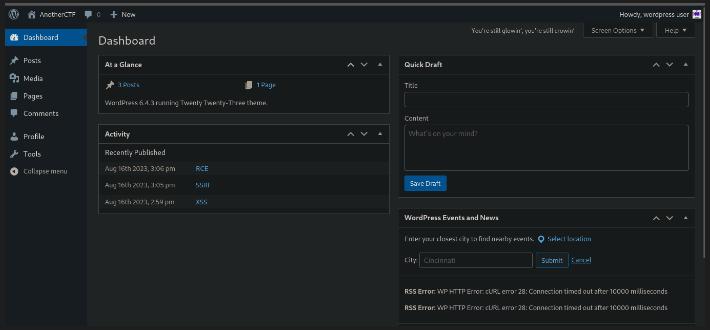 AnotherCTF 0 New Howdy, wordpress user
You're still glowin', you're still crowin' Screen Options Help
Dashboard
Posts
Media
Pages
Comments
Profile
Tools
Collapse menu
Dashboard
At a Glance
3 Posts 1 Page
WordPress 6.4.3 running Twenty Twenty-Three theme.
Activity
Recently Published
Aug 16th 2023, 3:06 pm RCE
Aug 16th 2023, 3:05 pm SSRF
Aug 16th 2023, 2:59 pm XSS
Quick Draft
Title
Content
What's on your mind?
Save Draft
WordPress Events and News
Enter your closest city to find nearby events. Select location
City: Cincinnati Submit Cancel
RSS Error: WP HTTP Error: cURL error 28: Connection timed out after 10000 milliseconds
RSS Error: WP HTTP Error: cURL error 28: Connection timed out after 10000 milliseconds